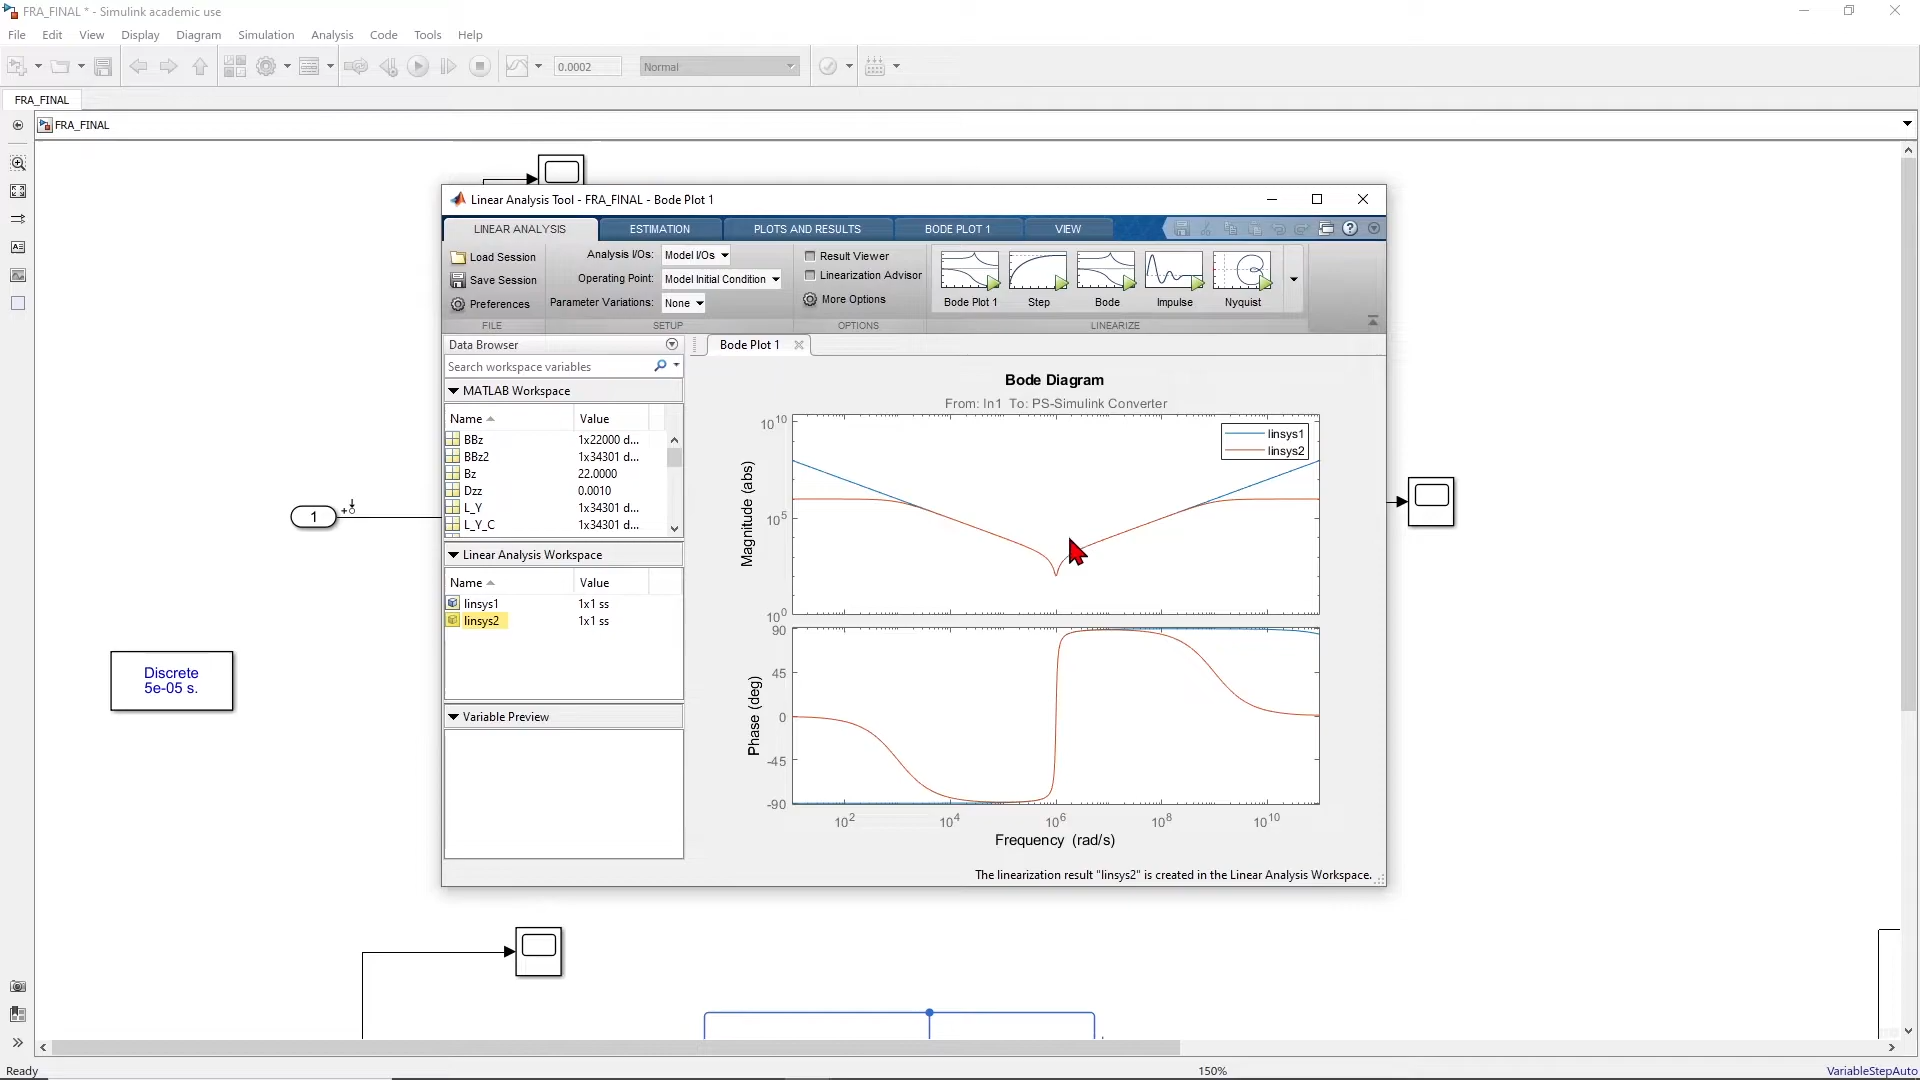 FRA_FINAL * - Simulink academic use
File Edit View Display Diagram Simulation Analysis Code Tools Help
0.0002
Normal
FRA_FINAL
FRA_FINAL
Linear Analysis Tool - FRA_FINAL - Bode Plot 1
LINEAR ANALYSIS ESTIMATION PLOTS AND RESULTS BODE PLOT 1 VIEW
Load Session
Save Session
Preferences
FILE
Analysis I/Os: Model I/Os
Operating Point: Model Initial Condition
Parameter Variations: None
SETUP
Result Viewer
Linearization Advisor
More Options
OPTIONS
Bode Plot 1 Step Bode Impulse Nyquist
LINEARIZE
Data Browser
Search workspace variables
MATLAB Workspace
Name Value
BBz 1x22000 d...
BBz2 1x34301 d...
Bz 22.0000
Dzz 0.0010
L_Y 1x34301 d...
L_Y_C 1x34301 d...
Linear Analysis Workspace
Name Value
linsys1 1x1 ss
linsys2 1x1 ss
Variable Preview
Bode Plot 1
Bode Diagram
From: In1 To: PS-Simulink Converter
Magnitude (abs)
10^10
10^5
10^0
linsys1
linsys2
Phase (deg)
90
45
0
-45
-90
10^2 10^4 10^6 10^8 10^10
Frequency (rad/s)
The linearization result "linsys2" is created in the Linear Analysis Workspace.
1
Discrete
5e-05 s.
Ready
150%
VariableStepAuto